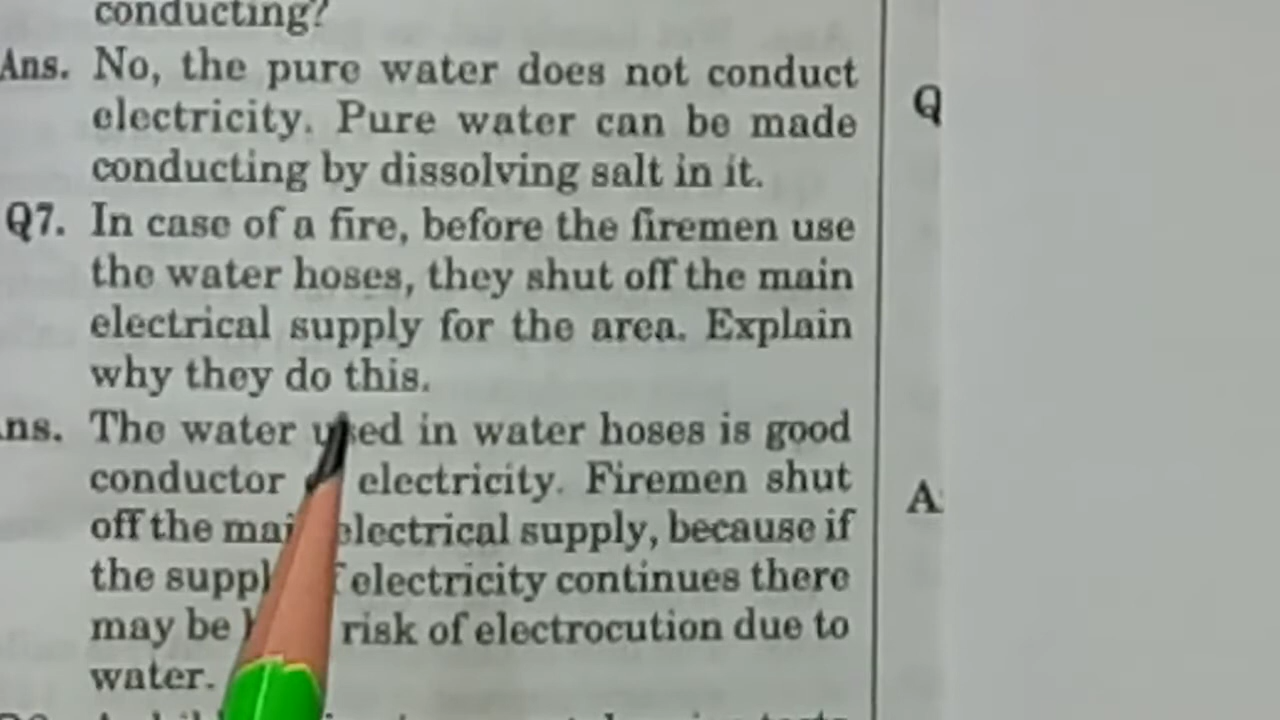 conducting?
Ans. No, the pure water does not conduct
electricity. Pure water can be made
conducting by dissolving salt in it.
Q7. In case of a fire, before the firemen use
the water hoses, they shut off the main
electrical supply for the area. Explain
why they do this.
ns. The water used in water hoses is good
conductor electricity. Firemen shut
off the main electrical supply, because if
the supply f electricity continues there
may be risk of electrocution due to
water.
Q
A